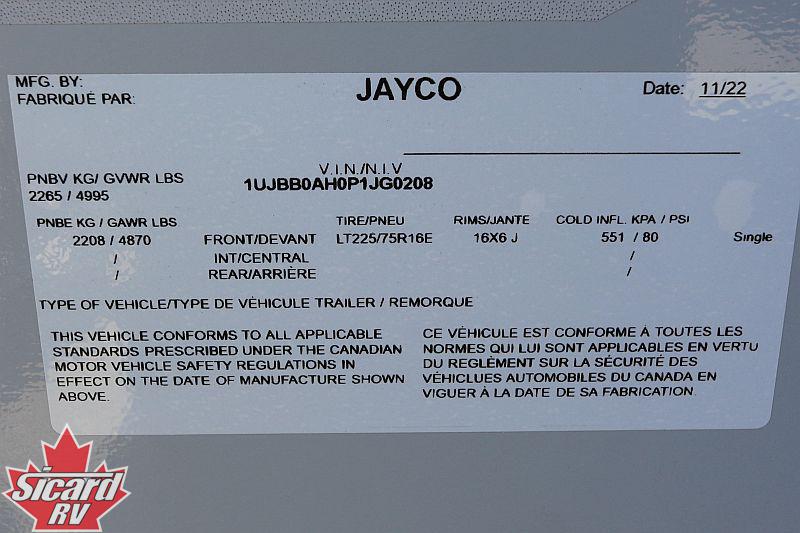 MFG. BY:
FABRIQUÉ PAR:
JAYCO
Date: 11/22
V.I.N./N.I.V
PNBV KG/ GVWR LBS
2265 / 4995
1UJBB0AH0P1JG0208
PNBE KG / GAWR LBS TIRE/PNEU RIMS/JANTE COLD INFL. KPA / PSI
2208 / 4870 FRONT/DEVANT LT225/75R16E 16X6 J 551 / 80 Single
/ INT/CENTRAL /
/ REAR/ARRIÈRE /
TYPE OF VEHICLE/TYPE DE VÉHICULE TRAILER / REMORQUE
THIS VEHICLE CONFORMS TO ALL APPLICABLE
STANDARDS PRESCRIBED UNDER THE CANADIAN
MOTOR VEHICLE SAFETY REGULATIONS IN
EFFECT ON THE DATE OF MANUFACTURE SHOWN
ABOVE.
CE VÉHICULE EST CONFORME À TOUTES LES
NORMES QUI LUI SONT APPLICABLES EN VERTU
DU REGLÈMENT SUR LA SÉCURITÉ DES
VÉHICLUES AUTOMOBILES DU CANADA EN
VIGUER À LA DATE DE SA FABRICATION.
Sicard
RV